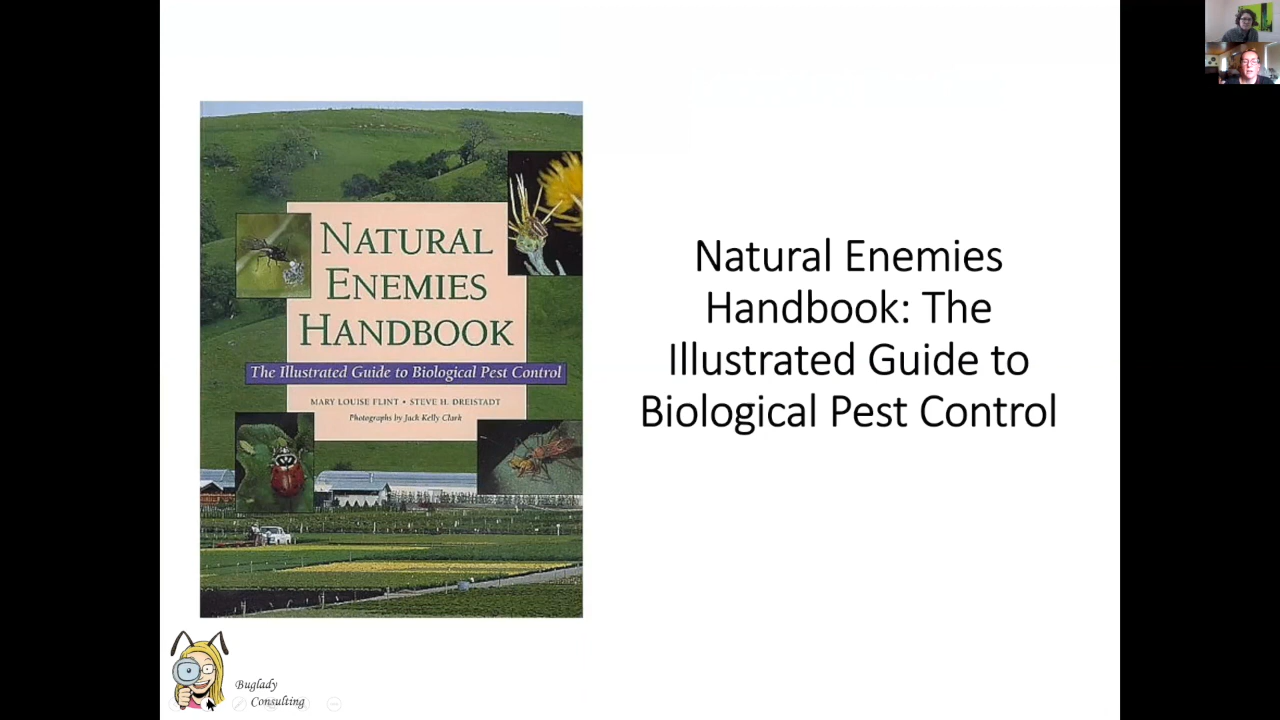 NATURAL
ENEMIES
HANDBOOK
The Illustrated Guide to Biological Pest Control
MARY LOUISE FLINT • STEVE H. DREISTADT
Photographs by Jack Kelly Clark
Natural Enemies
Handbook: The
Illustrated Guide to
Biological Pest Control
Buglady
Consulting